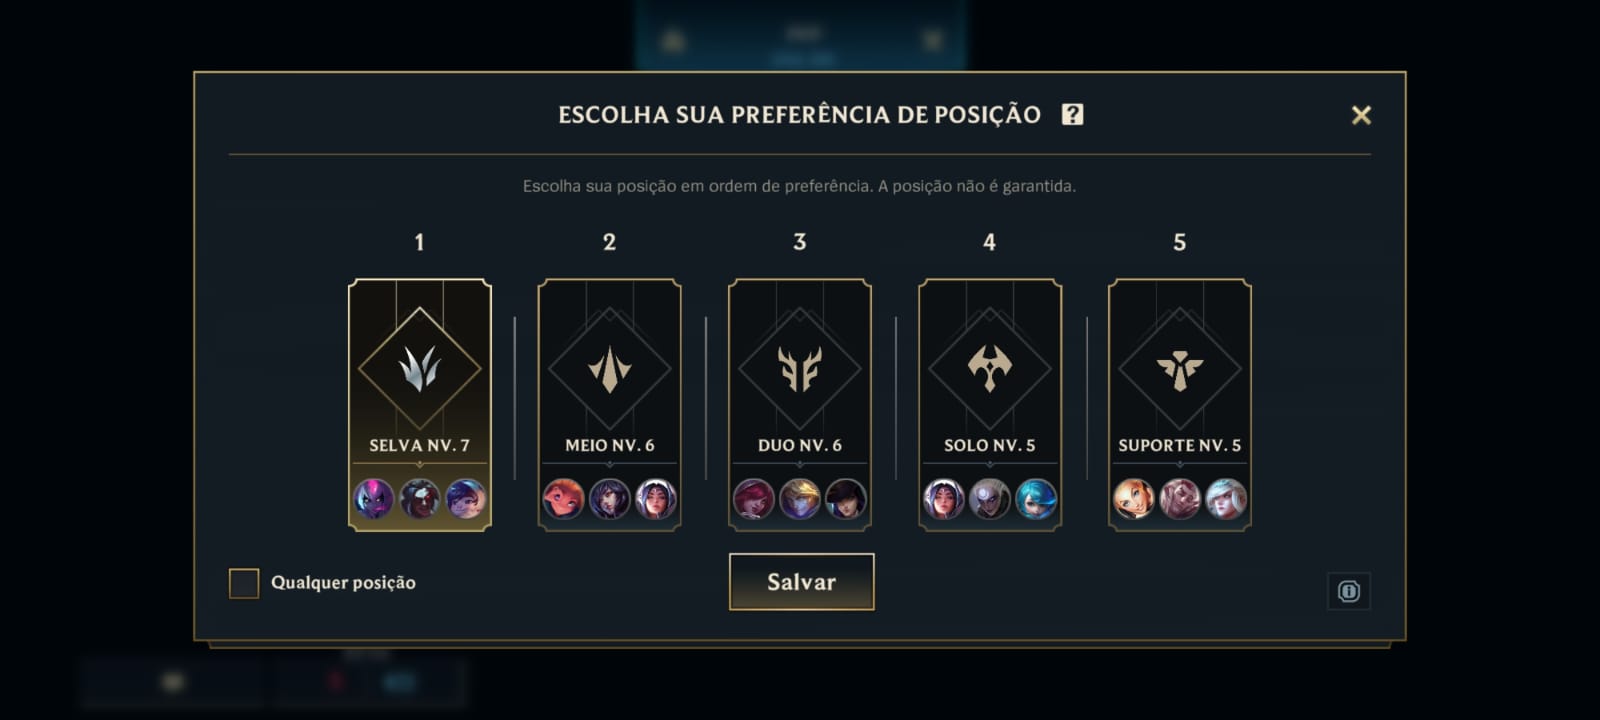 ESCOLHA SUA PREFERÊNCIA DE POSIÇÃO ?
Escolha sua posição em ordem de preferência. A posição não é garantida.
1 2 3 4 5
SELVA NV. 7 MEIO NV. 6 DUO NV. 6 SOLO NV. 5 SUPORTE NV. 5
Qualquer posição Salvar